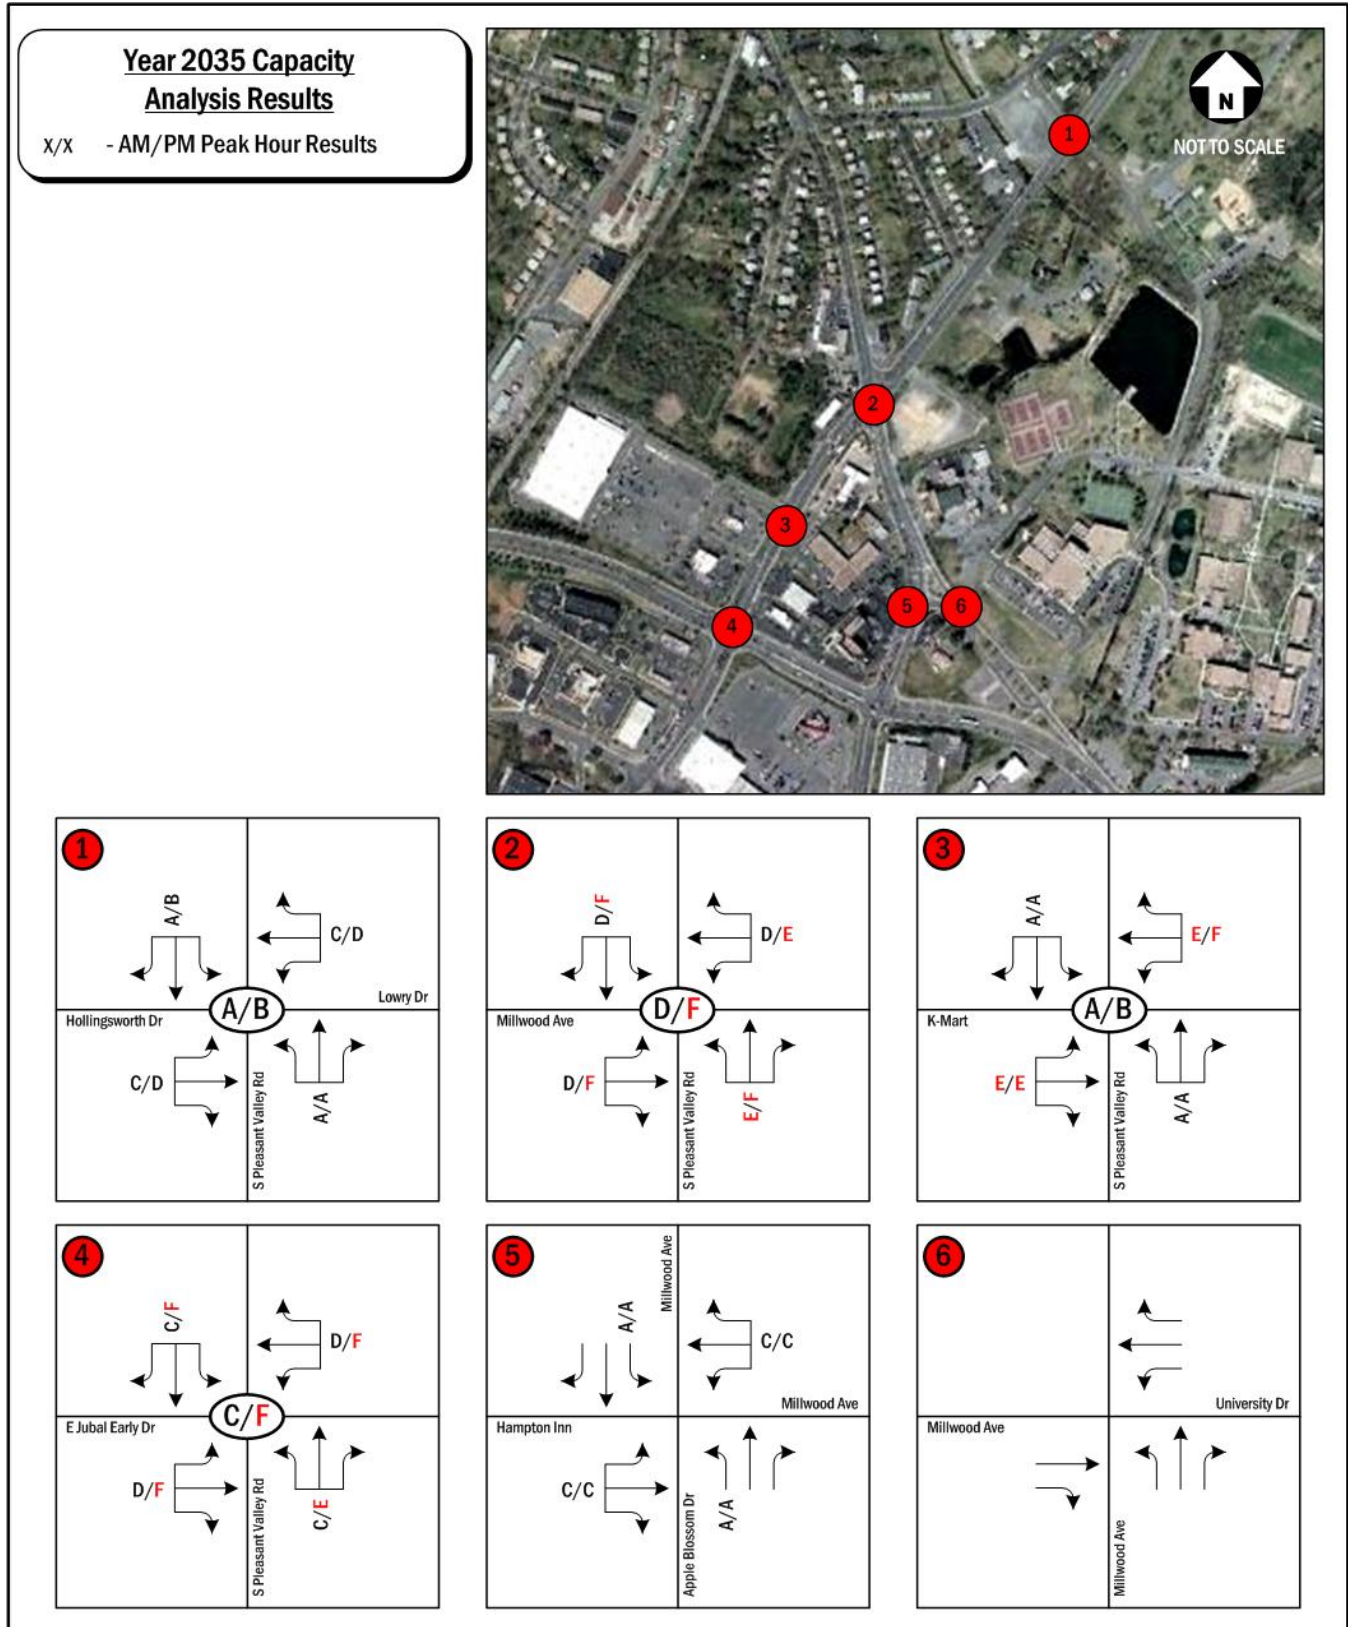 Year 2035 Capacity
Analysis Results
X/X - AM/PM Peak Hour Results
N
NOT TO SCALE
1
2
3
4
5
6
1
A/B
C/D
A/B
Lowry Dr
Hollingsworth Dr
C/D
A/A
S Pleasant Valley Rd
2
D/F
D/E
D/F
Millwood Ave
D/F
E/F
S Pleasant Valley Rd
3
A/A
E/F
A/B
K-Mart
E/E
A/A
S Pleasant Valley Rd
4
C/F
D/F
C/F
E Jubal Early Dr
D/F
C/E
S Pleasant Valley Rd
5
Millwood Ave
A/A
C/C
Millwood Ave
Hampton Inn
C/C
A/A
Apple Blossom Dr
6
University Dr
Millwood Ave
Millwood Ave